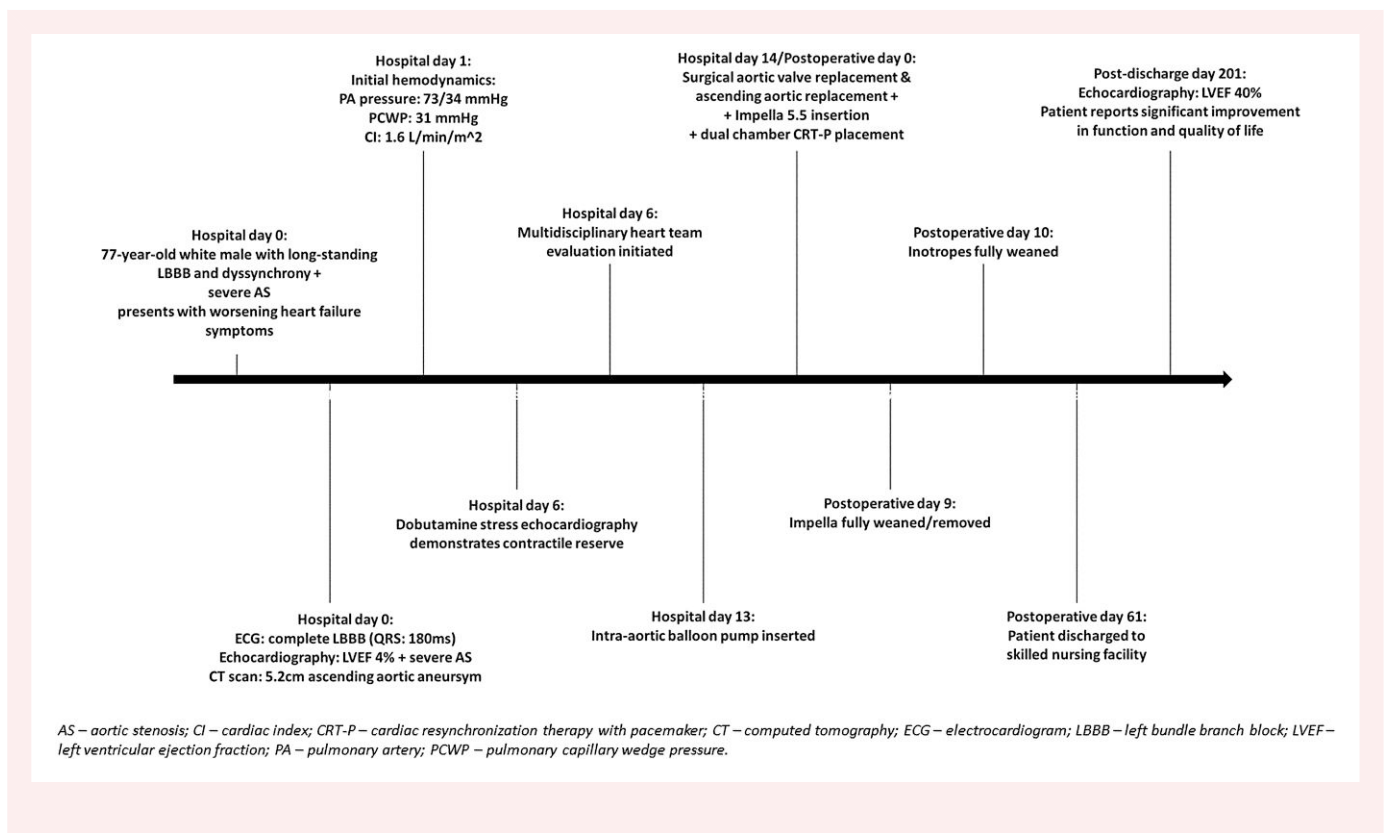 Hospital day 0:
77-year-old white male with long-standing
LBBB and dyssynchrony +
severe AS
presents with worsening heart failure
symptoms
Hospital day 0:
ECG: complete LBBB (QRS: 180ms)
Echocardiography: LVEF 4% + severe AS
CT scan: 5.2cm ascending aortic aneursym
Hospital day 1:
Initial hemodynamics:
PA pressure: 73/34 mmHg
PCWP: 31 mmHg
CI: 1.6 L/min/m^2
Hospital day 6:
Dobutamine stress echocardiography
demonstrates contractile reserve
Hospital day 6:
Multidisciplinary heart team
evaluation initiated
Hospital day 13:
Intra-aortic balloon pump inserted
Hospital day 14/Postoperative day 0:
Surgical aortic valve replacement &
ascending aortic replacement +
+ Impella 5.5 insertion
+ dual chamber CRT-P placement
Postoperative day 9:
Impella fully weaned/removed
Postoperative day 10:
Inotropes fully weaned
Postoperative day 61:
Patient discharged to
skilled nursing facility
Post-discharge day 201:
Echocardiography: LVEF 40%
Patient reports significant improvement
in function and quality of life
AS – aortic stenosis; CI – cardiac index; CRT-P – cardiac resynchronization therapy with pacemaker; CT – computed tomography; ECG – electrocardiogram; LBBB – left bundle branch block; LVEF –
left ventricular ejection fraction; PA – pulmonary artery; PCWP – pulmonary capillary wedge pressure.